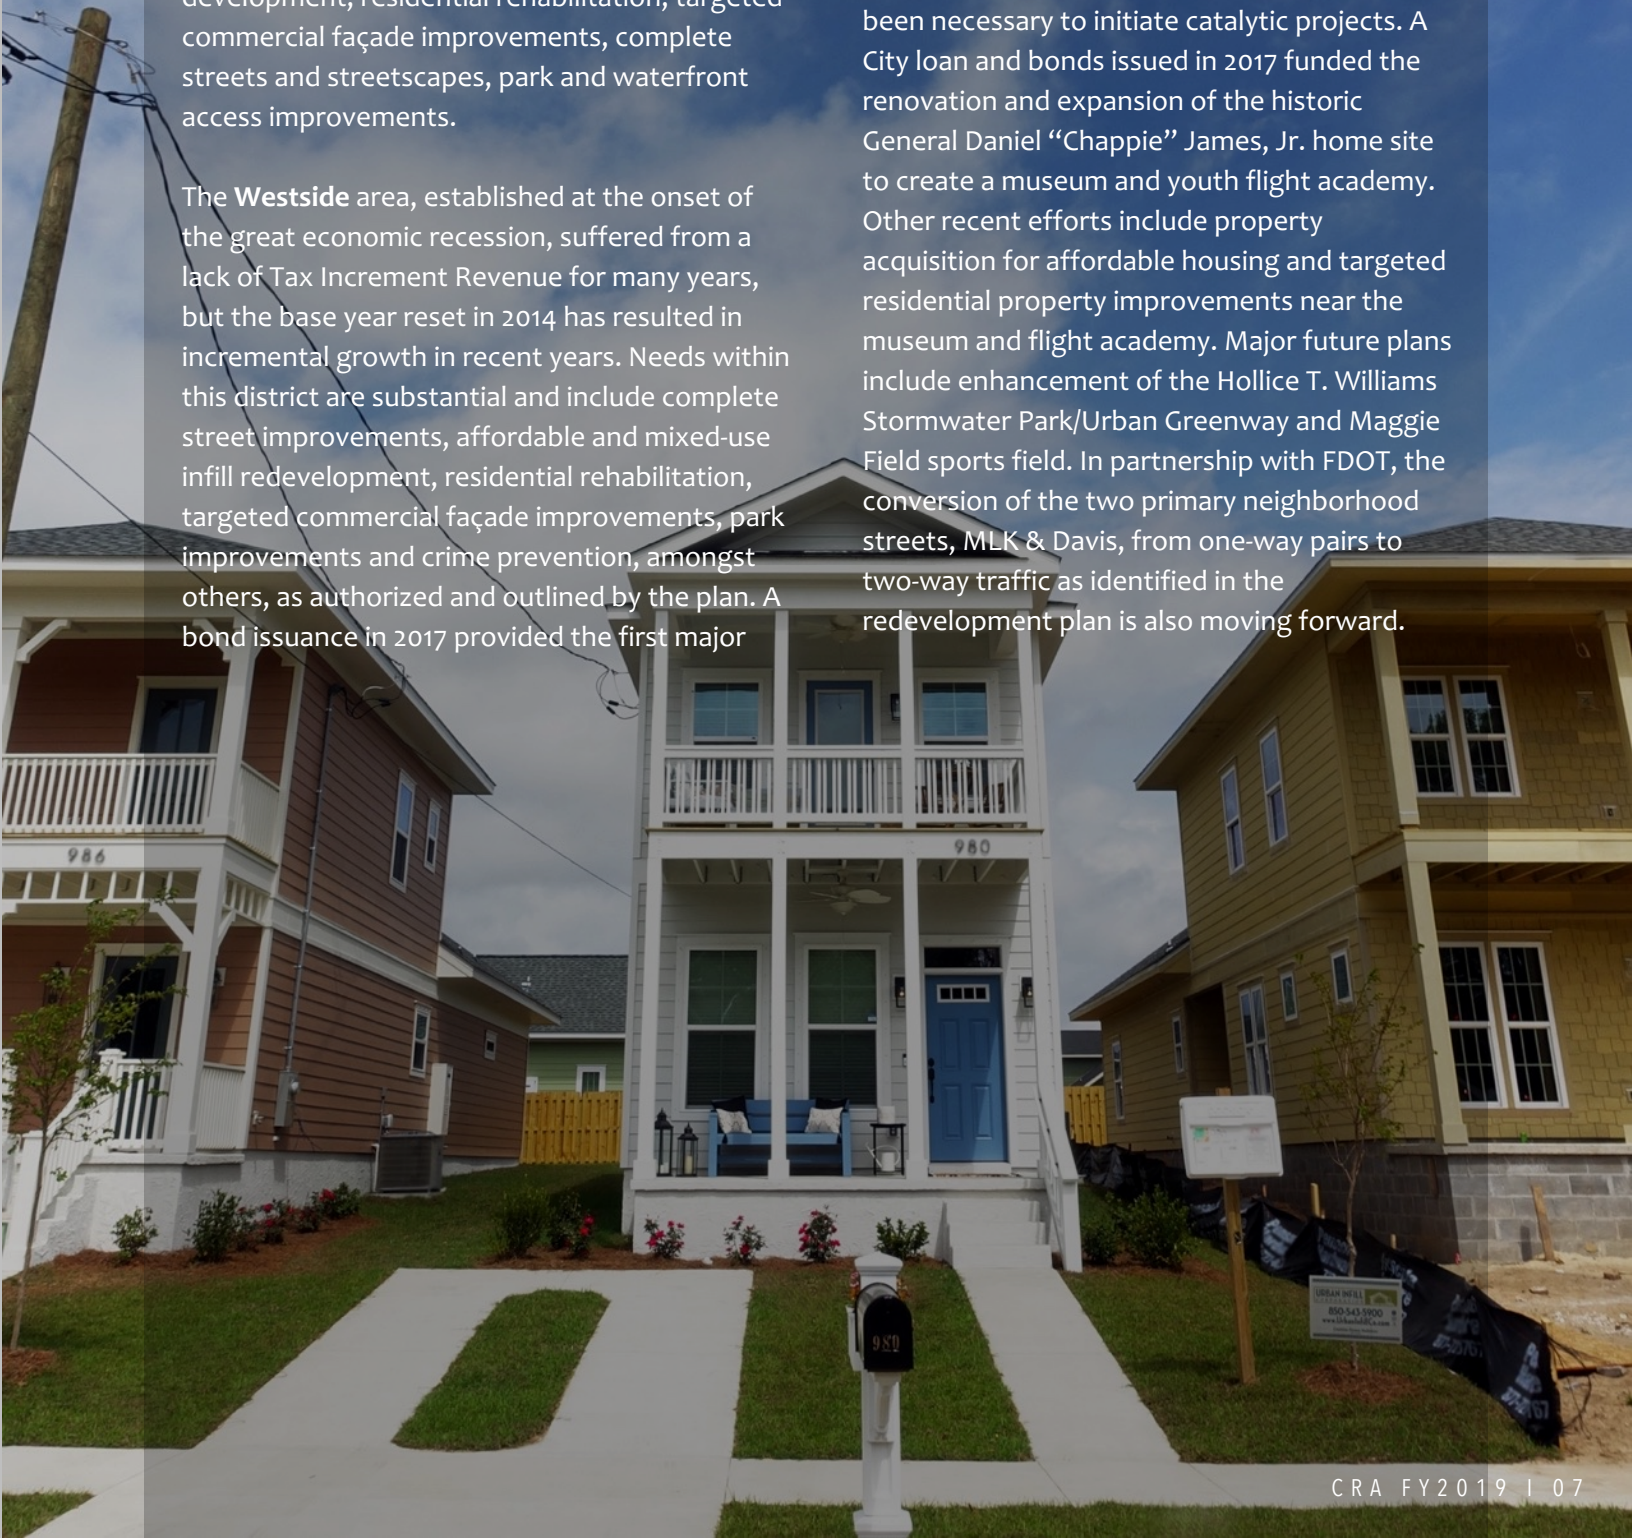 development, residential rehabilitation, targeted
commercial façade improvements, complete
streets and streetscapes, park and waterfront
access improvements.
The Westside area, established at the onset of
the great economic recession, suffered from a
lack of Tax Increment Revenue for many years,
but the base year reset in 2014 has resulted in
incremental growth in recent years. Needs within
this district are substantial and include complete
street improvements, affordable and mixed-use
infill redevelopment, residential rehabilitation,
targeted commercial façade improvements, park
improvements and crime prevention, amongst
others, as authorized and outlined by the plan. A
bond issuance in 2017 provided the first major
been necessary to initiate catalytic projects. A
City loan and bonds issued in 2017 funded the
renovation and expansion of the historic
General Daniel “Chappie” James, Jr. home site
to create a museum and youth flight academy.
Other recent efforts include property
acquisition for affordable housing and targeted
residential property improvements near the
museum and flight academy. Major future plans
include enhancement of the Hollice T. Williams
Stormwater Park/Urban Greenway and Maggie
Field sports field. In partnership with FDOT, the
conversion of the two primary neighborhood
streets, MLK & Davis, from one-way pairs to
two-way traffic as identified in the
redevelopment plan is also moving forward.
986
980
980
URBAN INFILL
850-543-5900
CRA FY2019 | 07